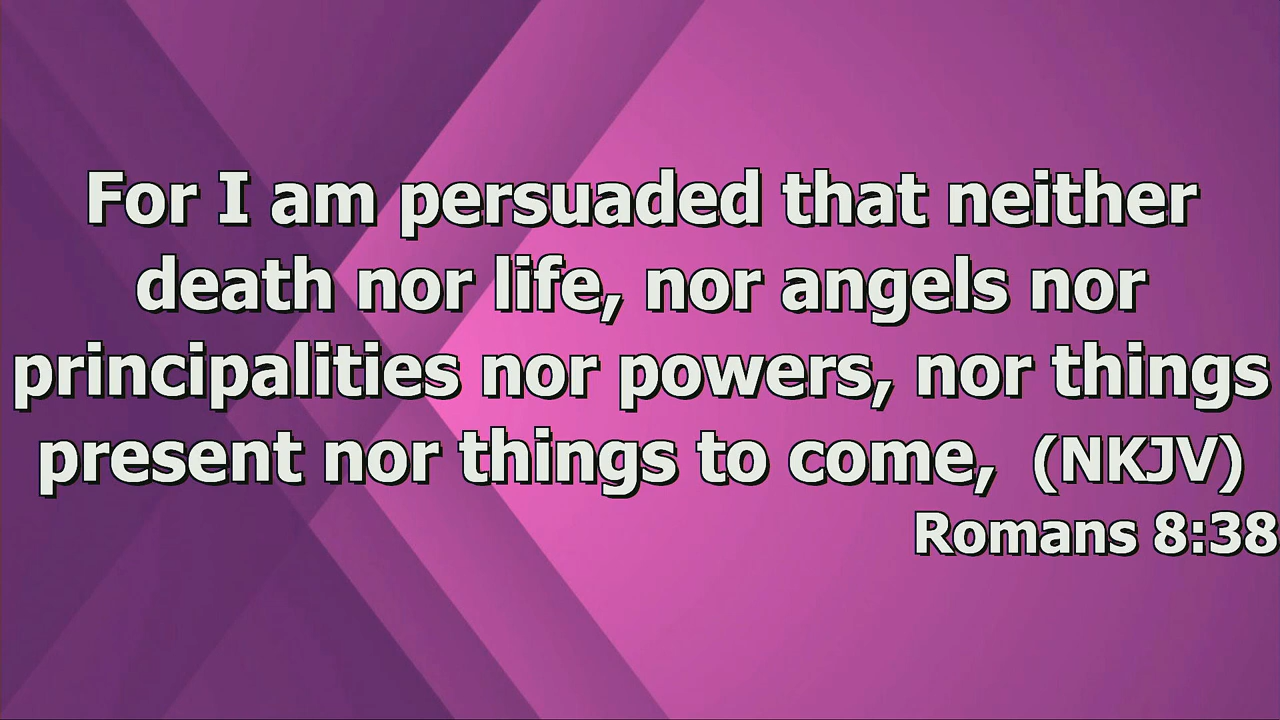 For I am persuaded that neither
death nor life, nor angels nor
principalities nor powers, nor things
present nor things to come, (NKJV)
Romans 8:38